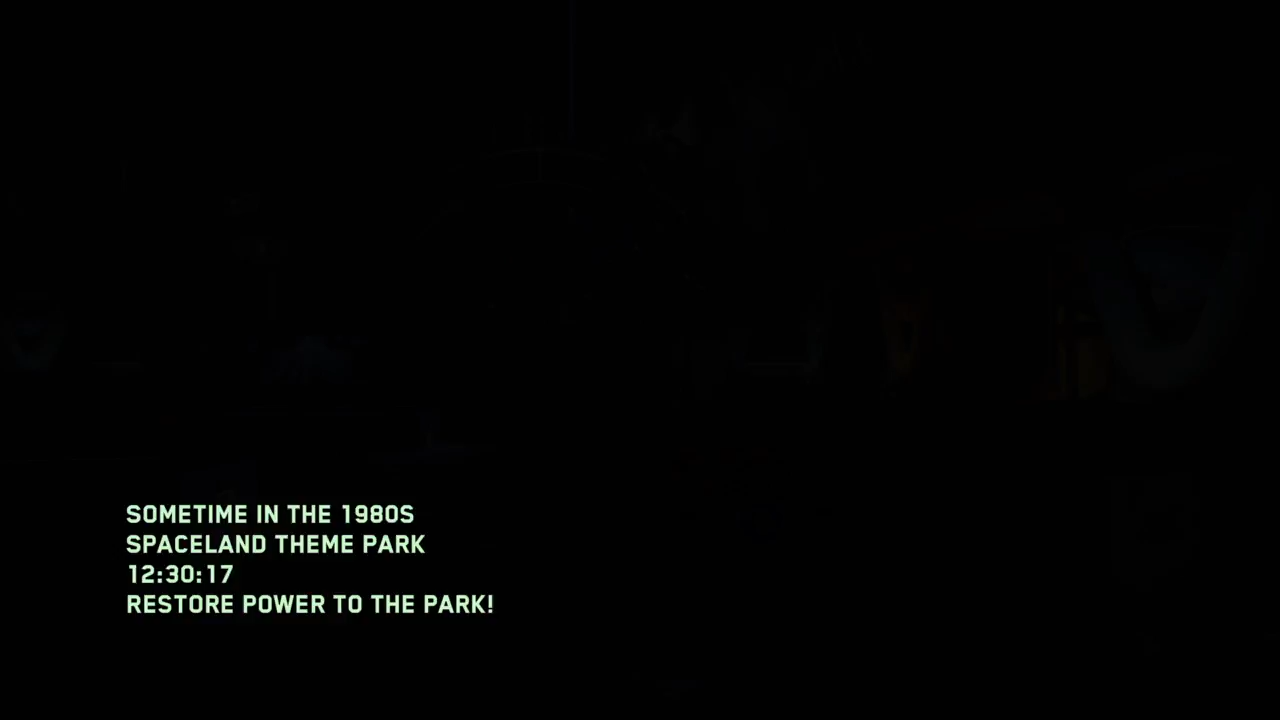 SOMETIME IN THE 1980S
SPACELAND THEME PARK
12:30:17
RESTORE POWER TO THE PARK!